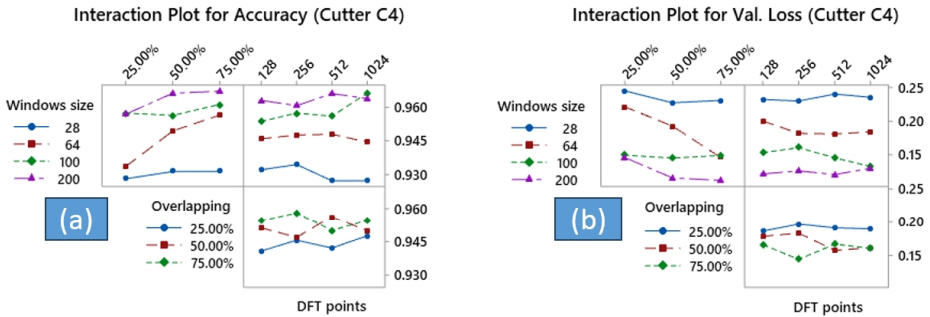 Interaction Plot for Accuracy (Cutter C4)
25.00% 50.00% 75.00% 128 256 512 1024
Windows size
28
64
100
200
0.960
0.945
0.930
(a)
Overlapping
25.00%
50.00%
75.00%
0.960
0.945
0.930
DFT points
Interaction Plot for Val. Loss (Cutter C4)
25.00% 50.00% 75.00% 128 256 512 1024
Windows size
28
64
100
200
0.25
0.20
0.15
(b)
Overlapping
25.00%
50.00%
75.00%
0.25
0.20
0.15
DFT points